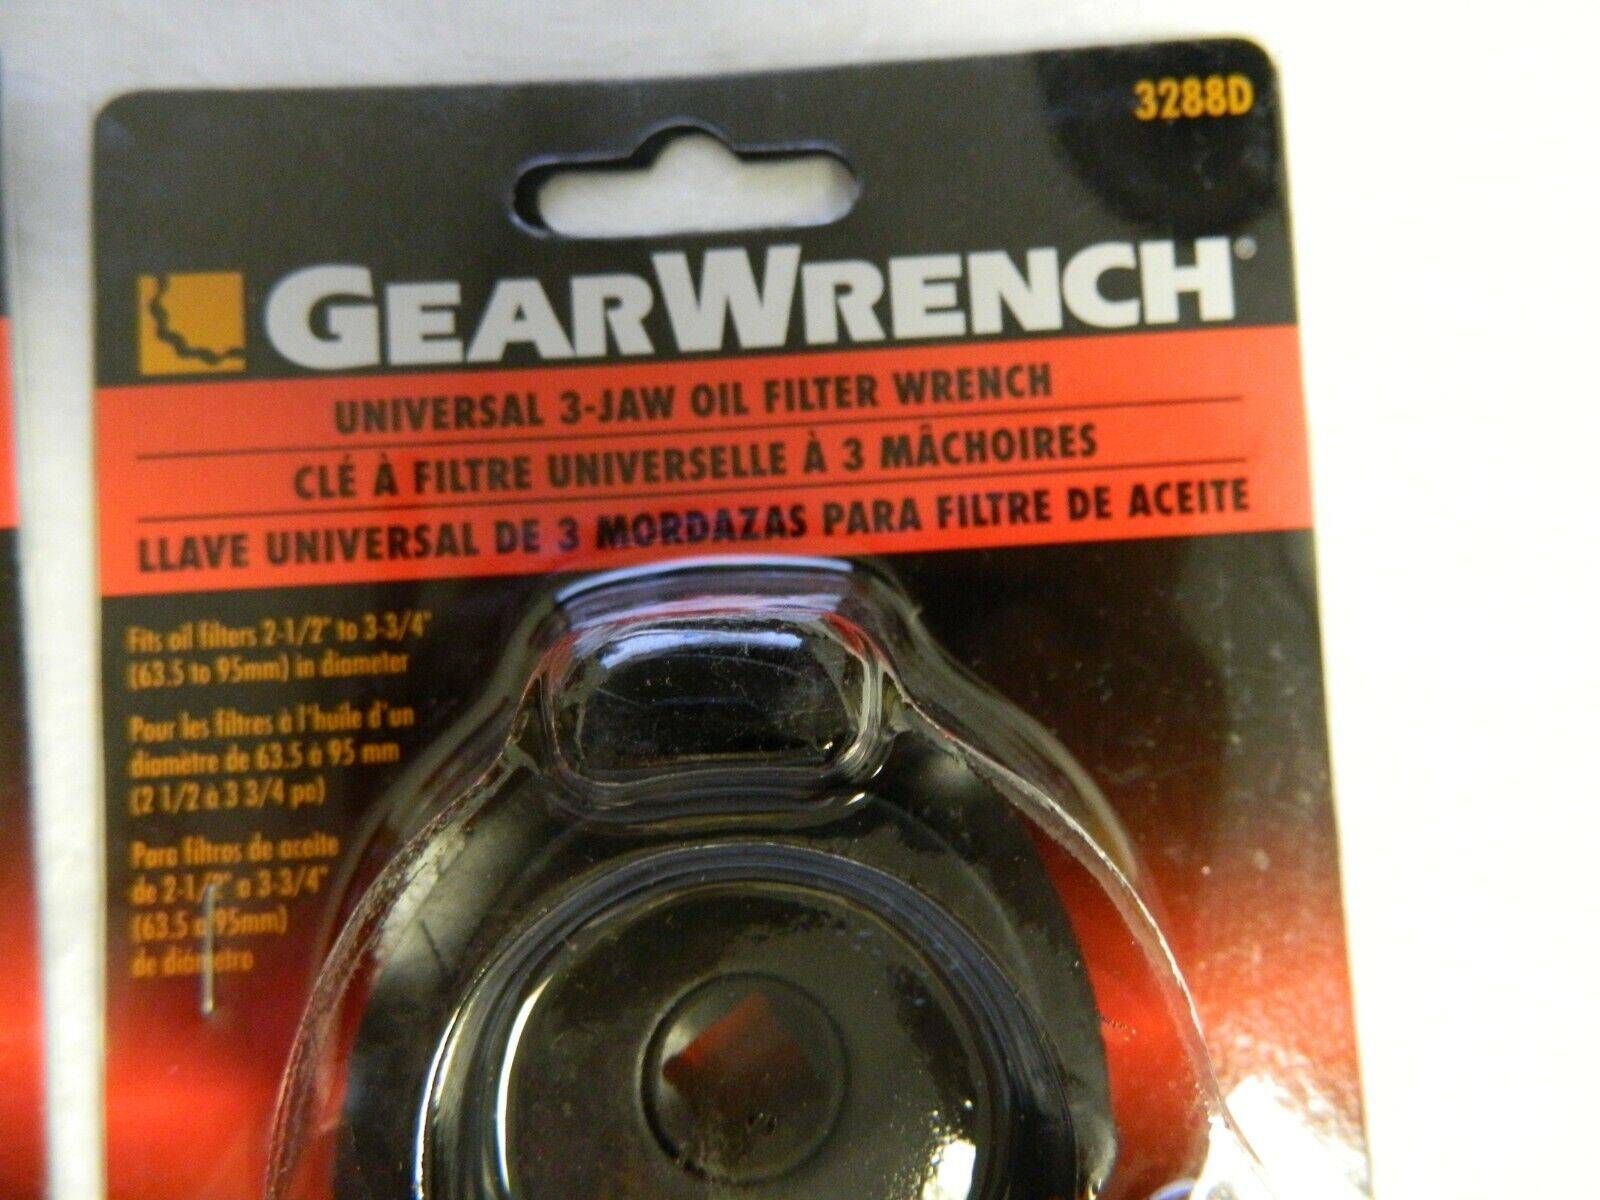 3288D
GEARWRENCH®
UNIVERSAL 3-JAW OIL FILTER WRENCH
CLÉ À FILTRE UNIVERSELLE À 3 MÂCHOIRES
LLAVE UNIVERSAL DE 3 MORDAZAS PARA FILTRE DE ACEITE
Fits oil filters 2-1/2" to 3-3/4"
(63.5 to 95mm) in diameter
Pour les filtres à l'huile d'un
diamètre de 63.5 à 95 mm
(2 1/2 à 3 3/4 po)
Para filtros de aceite
de 2-1/2" a 3-3/4"
(63.5 a 95mm)
de diámetro